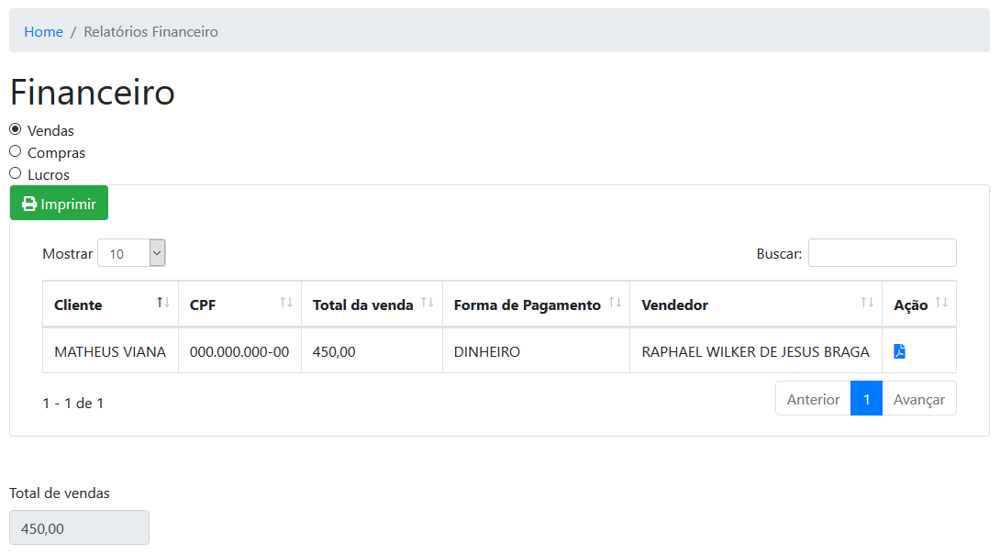 Home / Relatórios Financeiro
Financeiro
Vendas
Compras
Lucros
Imprimir
Mostrar 10 Buscar:
Cliente CPF Total da venda Forma de Pagamento Vendedor Ação
MATHEUS VIANA 000.000.000-00 450,00 DINHEIRO RAPHAEL WILKER DE JESUS BRAGA
1 - 1 de 1 Anterior 1 Avançar
Total de vendas
450,00